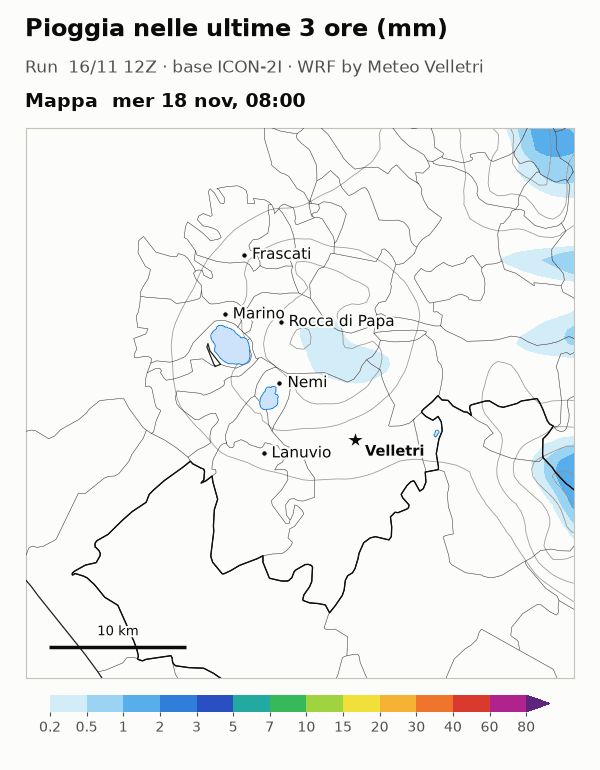 Pioggia nelle ultime 3 ore (mm)
Run  16/11 12Z · base ICON-2I · WRF by Meteo Velletri
Mappa  mer 18 nov, 08:00
Frascati
Marino
Rocca di Papa
Nemi
Velletri
Lanuvio
10 km
0.2 0.5 1 2 3 5 7 10 15 20 30 40 60 80